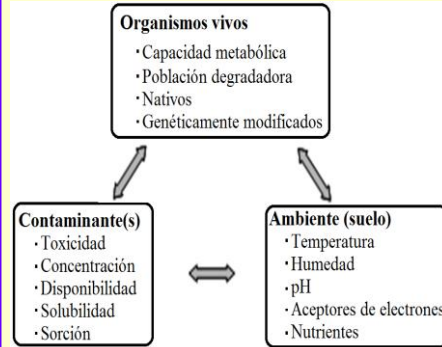 Organismos vivos
·Capacidad metabólica
·Población degradadora
·Nativos
·Genéticamente modificados
Contaminante(s)
·Toxicidad
·Concentración
·Disponibilidad
·Solubilidad
·Sorción
Ambiente (suelo)
·Temperatura
·Humedad
·pH
·Aceptores de electrones
·Nutrientes